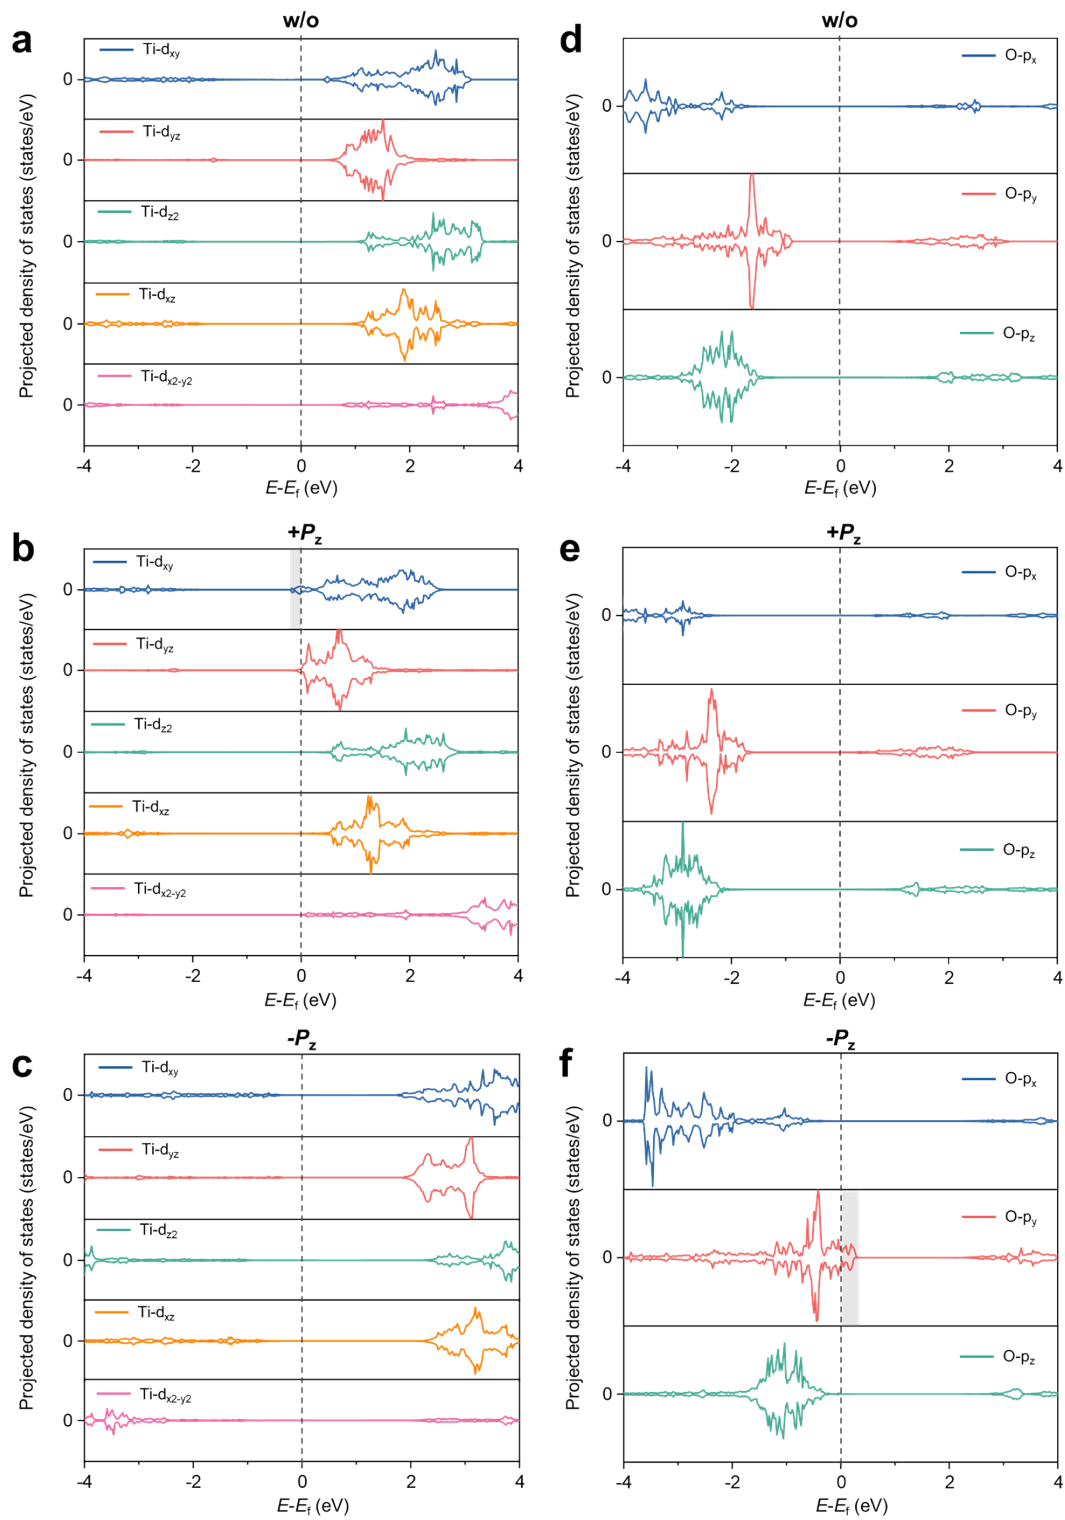 a
w/o
Projected density of states (states/eV)
Ti-dxy
0
Ti-dyz
0
Ti-dz2
0
Ti-dxz
0
Ti-dx2-y2
0
-4 -2 0 2 4
E-Ef (eV)
d
w/o
Projected density of states (states/eV)
O-px
0
O-py
0
O-pz
0
-4 -2 0 2 4
E-Ef (eV)
b
+Pz
Projected density of states (states/eV)
Ti-dxy
0
Ti-dyz
0
Ti-dz2
0
Ti-dxz
0
Ti-dx2-y2
0
-4 -2 0 2 4
E-Ef (eV)
e
+Pz
Projected density of states (states/eV)
O-px
0
O-py
0
O-pz
0
-4 -2 0 2 4
E-Ef (eV)
c
-Pz
Projected density of states (states/eV)
Ti-dxy
0
Ti-dyz
0
Ti-dz2
0
Ti-dxz
0
Ti-dx2-y2
0
-4 -2 0 2 4
E-Ef (eV)
f
-Pz
Projected density of states (states/eV)
O-px
0
O-py
0
O-pz
0
-4 -2 0 2 4
E-Ef (eV)